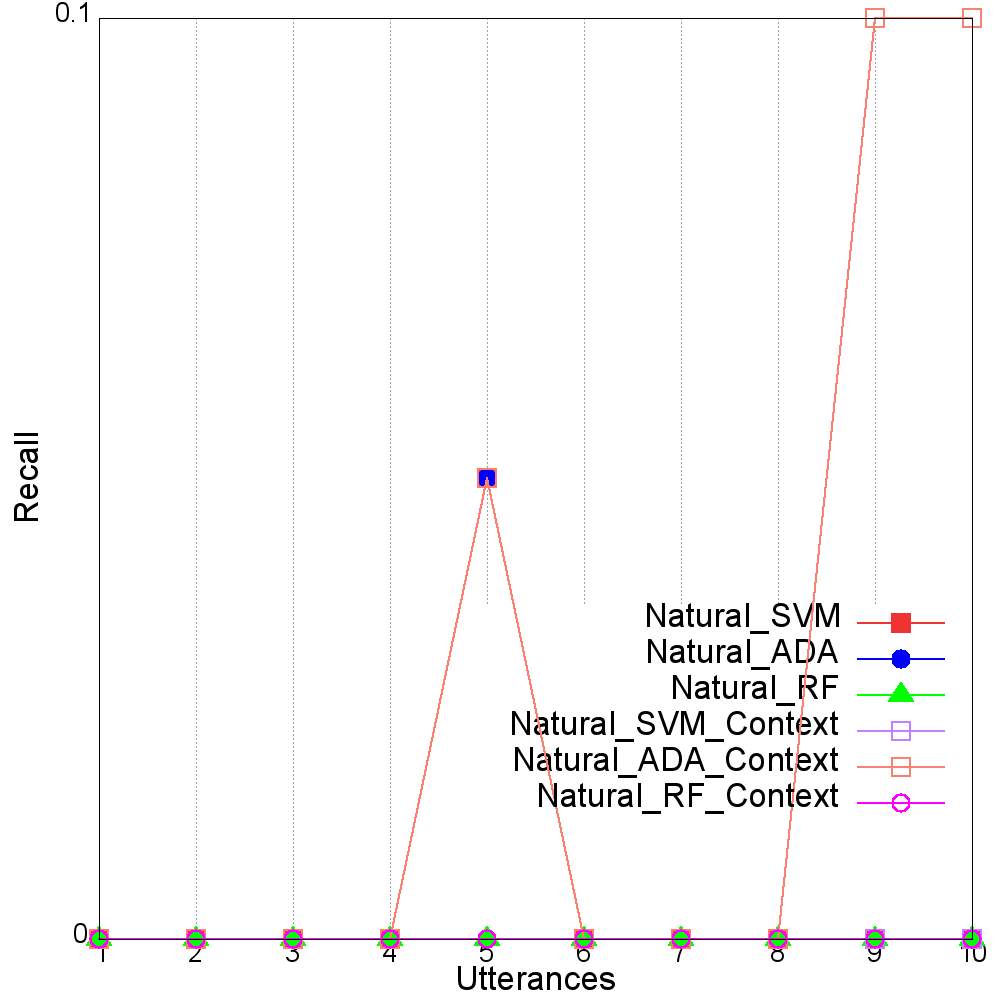 0.1
Recall
Natural_SVM
Natural_ADA
Natural_RF
Natural_SVM_Context
Natural_ADA_Context
Natural_RF_Context
0
1 2 3 4 5 6 7 8 9 10
Utterances